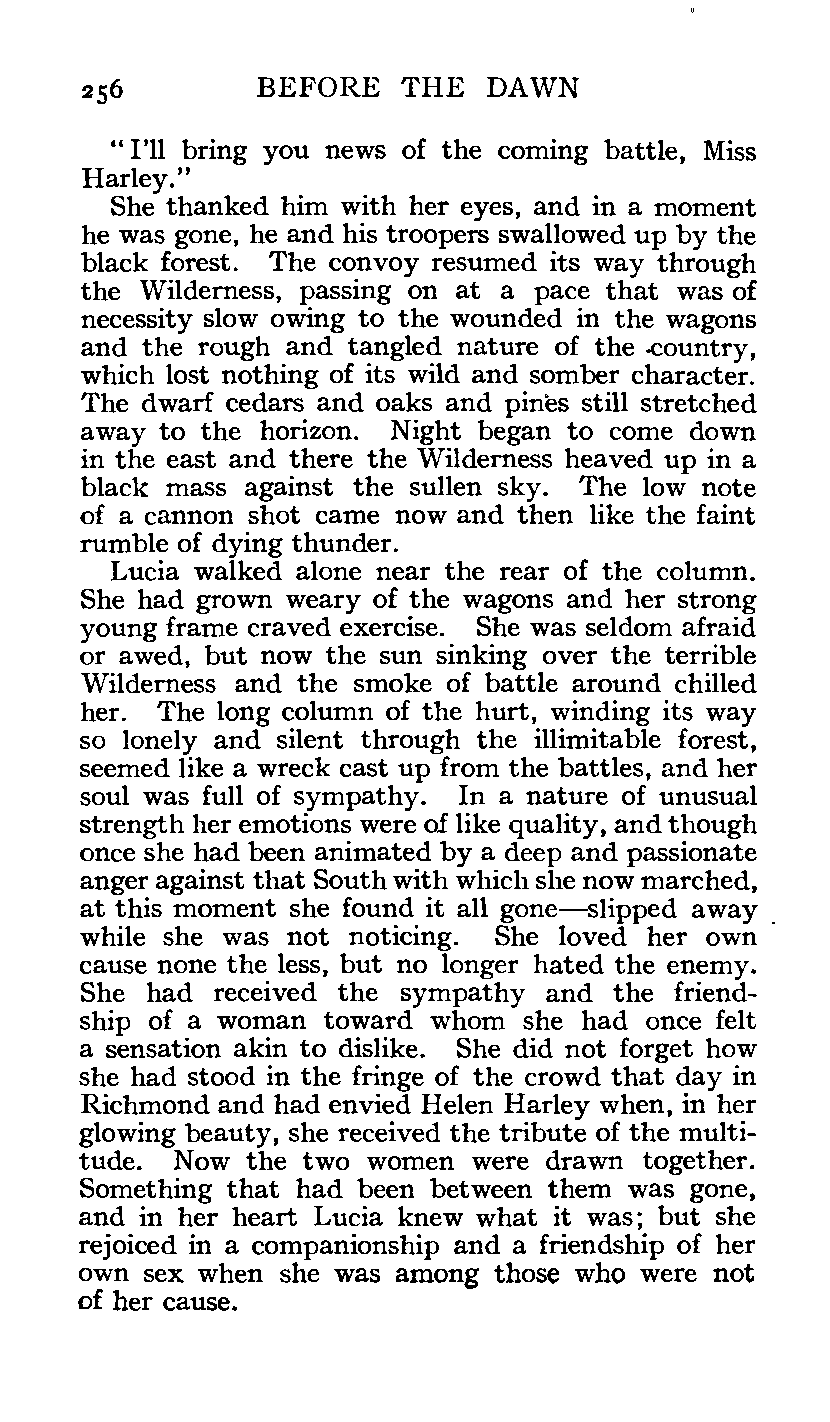 256 BEFORE THE DAWN
“I'll bring you news of the coming battle, Miss
Harley.”
She thanked him with her eyes, and in a moment
he was gone, he and his troopers swallowed up by the
black forest. The convoy resumed its way through
the Wilderness, passing on at a pace that was of
necessity slow owing to the wounded in the wagons
and the rough and tangled nature of the country,
which lost nothing of its wild and somber character.
The dwarf cedars and oaks and pines still stretched
away to the horizon. Night began to come down
in the east and there the Wilderness heaved up in a
black mass against the sullen sky. The low note
of a cannon shot came now and then like the faint
rumble of dying thunder.
Lucia walked alone near the rear of the column.
She had grown weary of the wagons and her strong
young frame craved exercise. She was seldom afraid
or awed, but now the sun sinking over the terrible
Wilderness and the smoke of battle around chilled
her. The long column of the hurt, winding its way
so lonely and silent through the illimitable forest,
seemed like a wreck cast up from the battles, and her
soul was full of sympathy. In a nature of unusual
strength her emotions were of like quality, and though
once she had been animated by a deep and passionate
anger against that South with which she now marched,
at this moment she found it all gone—slipped away
while she was not noticing. She loved her own
cause none the less, but no longer hated the enemy.
She had received the sympathy and the friend-
ship of a woman toward whom she had once felt
a sensation akin to dislike. She did not forget how
she had stood in the fringe of the crowd that day in
Richmond and had envied Helen Harley when, in her
glowing beauty, she received the tribute of the multi-
tude. Now the two women were drawn together.
Something that had been between them was gone,
and in her heart Lucia knew what it was; but she
rejoiced in a companionship and a friendship of her
own sex when she was among those who were not
of her cause.